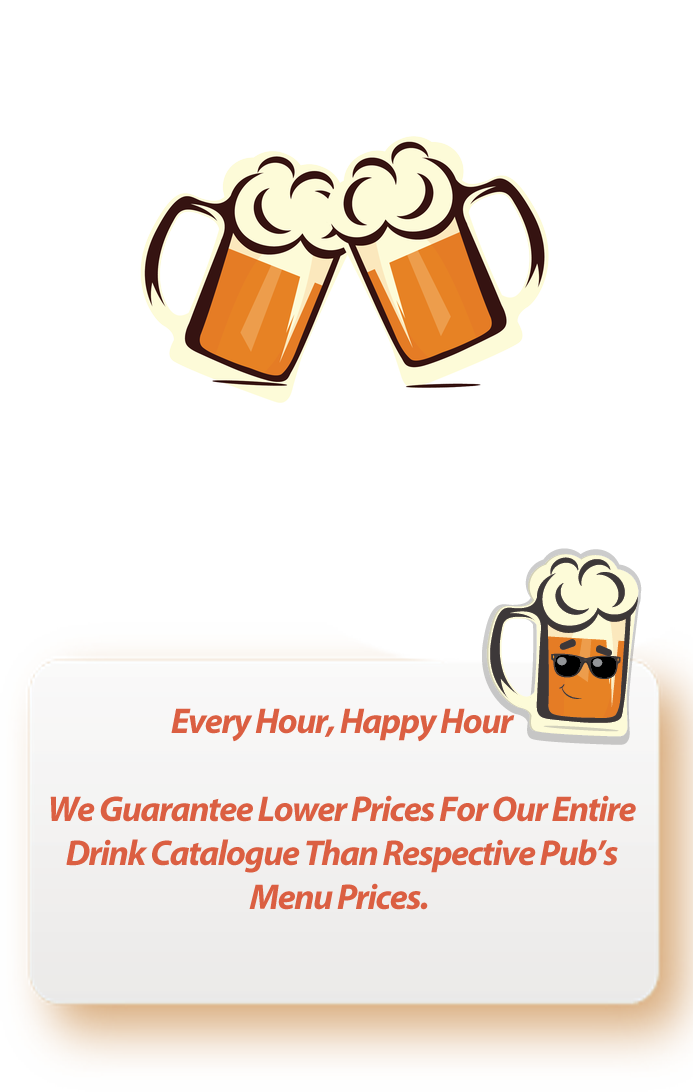 Every Hour, Happy Hour
We Guarantee Lower Prices For Our Entire
Drink Catalogue Than Respective Pub’s
Menu Prices.